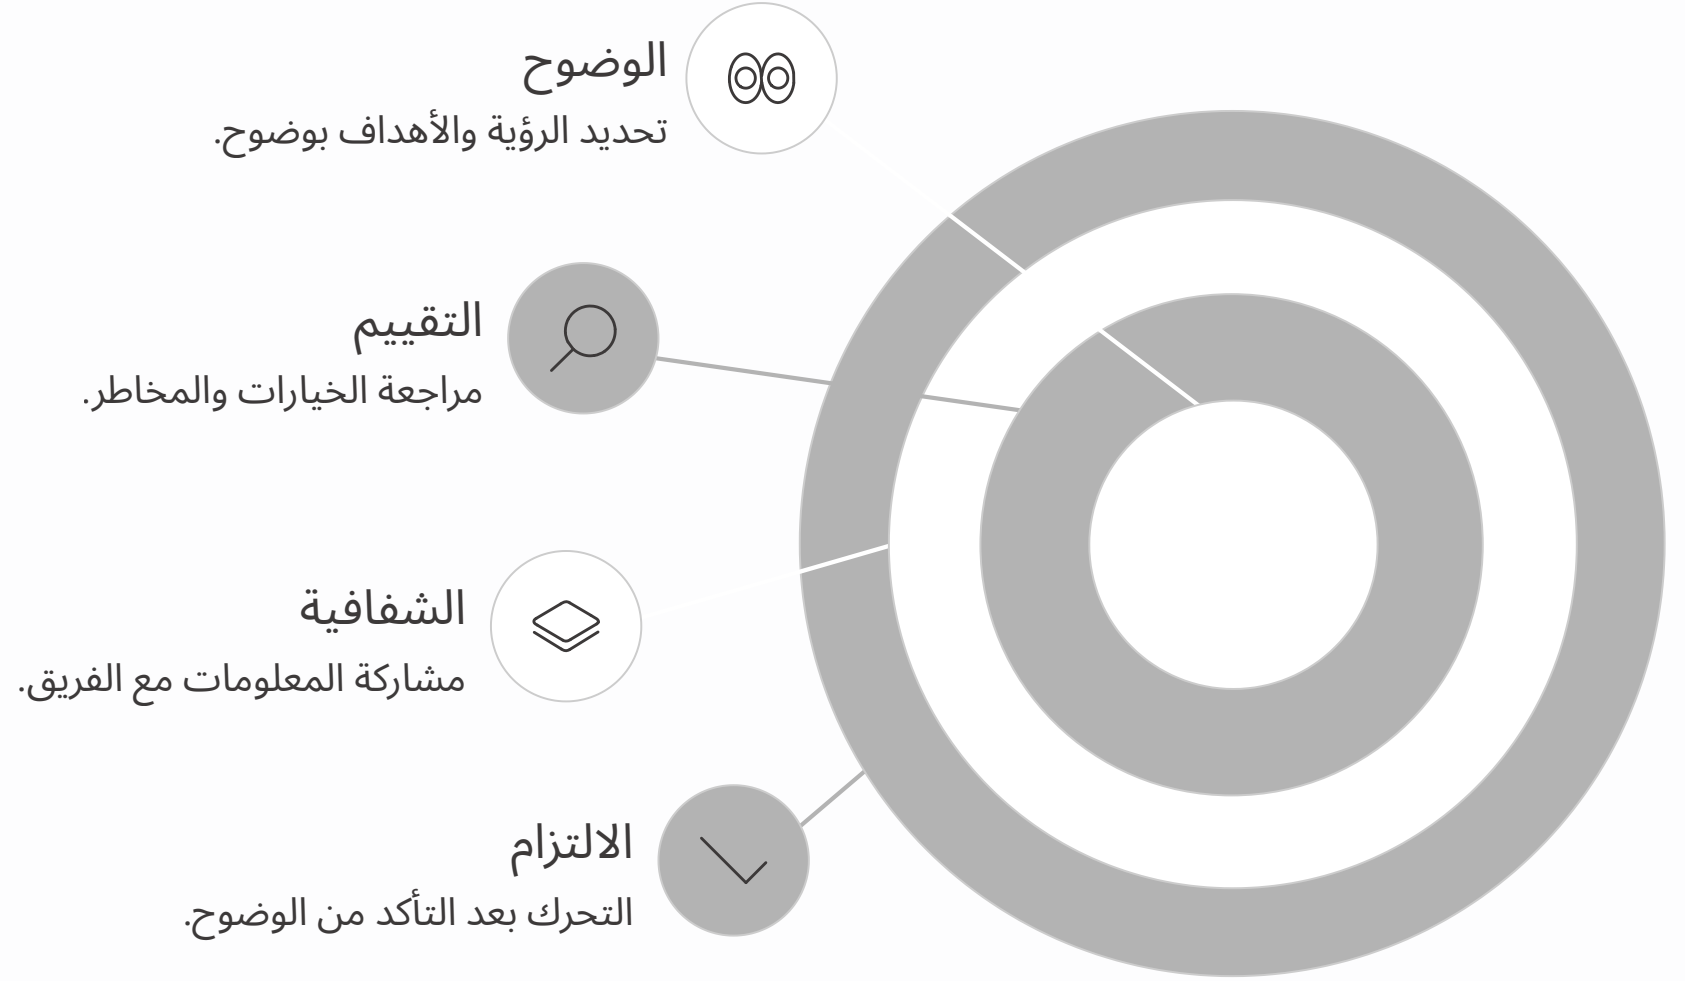 الوضوح
تحديد الرؤية والأهداف بوضوح.
التقييم
مراجعة الخيارات والمخاطر.
الشفافية
مشاركة المعلومات مع الفريق.
الالتزام
التحرك بعد التأكد من الوضوح.